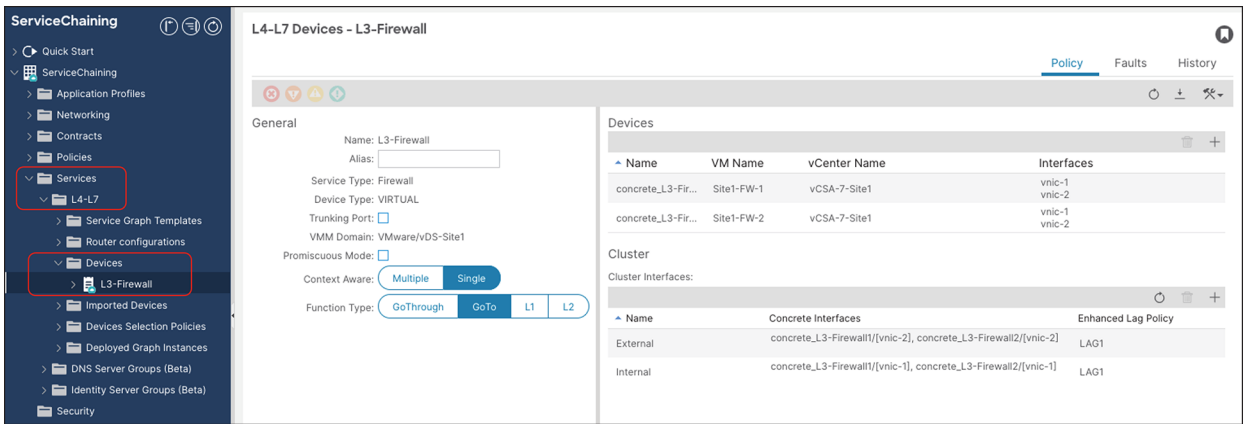 ServiceChaining
Quick Start
ServiceChaining
Application Profiles
Networking
Contracts
Policies
Services
L4-L7
Service Graph Templates
Router configurations
Devices
L3-Firewall
Imported Devices
Devices Selection Policies
Deployed Graph Instances
DNS Server Groups (Beta)
Identity Server Groups (Beta)
Security
L4-L7 Devices - L3-Firewall
Policy Faults History
General
Name: L3-Firewall
Alias:
Service Type: Firewall
Device Type: VIRTUAL
Trunking Port:
VMM Domain: VMware/vDS-Site1
Promiscuous Mode:
Context Aware: Multiple Single
Function Type: GoThrough GoTo L1 L2
Devices
Name VM Name vCenter Name Interfaces
concrete_L3-Fir... Site1-FW-1 vCSA-7-Site1 vnic-1
vnic-2
concrete_L3-Fir... Site1-FW-2 vCSA-7-Site1 vnic-1
vnic-2
Cluster
Cluster Interfaces:
Name Concrete Interfaces Enhanced Lag Policy
External concrete_L3-Firewall1/[vnic-2], concrete_L3-Firewall2/[vnic-2] LAG1
Internal concrete_L3-Firewall1/[vnic-1], concrete_L3-Firewall2/[vnic-1] LAG1